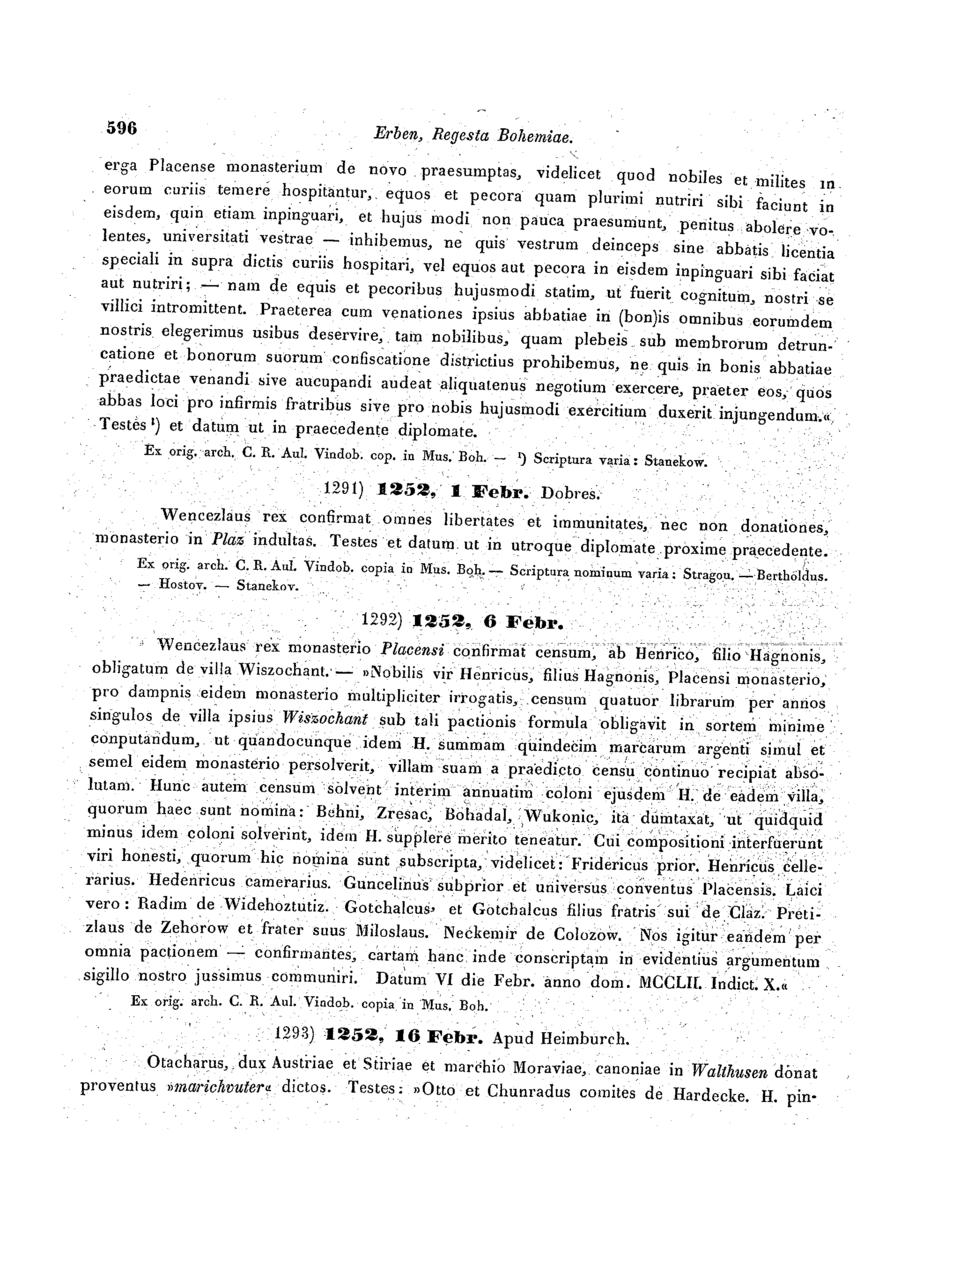 596
Erben, Regesta Bohemiae.
erga Placense monasterium de novo praesumptas, videlicet quod nobiles et milites in
eorum curiis temere hospitantur, equos et pecora quam plurimi nutriri sibi faciunt in
eisdem, quin etiam inpinguari, et hujus modi non pauca praesumunt, penitus abolere vo-
lentes, universitati vestrae — inhibemus, ne quis vestrum deinceps sine abbatis licentia
speciali in supra dictis curiis hospitari, vel equos aut pecora in eisdem inpinguari sibi faciat
aut nutriri; — nam de equis et pecoribus hujusmodi statim, ut fuerit cognitum, nostri se
villici intromittent. Praeterea cum venationes ipsius abbatiae in (bon)is omnibus eorumdem
nostris elegerimus usibus deservire, tam nobilibus, quam plebeis sub membrorum detrun-
catione et bonorum suorum confiscatione districtius prohibemus, ne quis in bonis abbatiae
praedictae venandi sive aucupandi audeat aliquatenus negotium exercere, praeter eos, quos
abbas loci pro infirmis fratribus sive pro nobis hujusmodi exercitium duxerit injungendum.«
Testes ¹) et datum ut in praecedente diplomate.
Ex orig. arch. C. R. Aul. Vindob. cop. in Mus. Boh. — ¹) Scriptura varia: Stanekow.
1291) 1252, 1 Febr. Dobres.
Wencezlaus rex confirmat omnes libertates et immunitates, nec non donationes,
monasterio in Plaz indultas. Testes et datum ut in utroque diplomate proxime praecedente.
Ex orig. arch. C. R. Aul. Vindob. copia in Mus. Boh. — Scriptura nominum varia: Stragou. — Bertholdus.
— Hostov. — Stanekov.
1292) 1252, 6 Febr.
Wencezlaus rex monasterio Placensi confirmat censum, ab Henrico, filio Hagnonis,
obligatum de villa Wiszochant. — »Nobilis vir Henricus, filius Hagnonis, Placensi monasterio,
pro dampnis eidem monasterio multipliciter irrogatis, censum quatuor librarum per annos
singulos de villa ipsius Wiszochant sub tali pactionis formula obligavit in sortem minime
conputandum, ut quandocunque idem H. summam quindecim marcarum argenti simul et
semel eidem monasterio persolverit, villam suam a praedicto censu continuo recipiat abso-
lutam. Hunc autem censum solvent interim annuatim coloni ejusdem H. de eadem villa,
quorum haec sunt nomina: Behni, Zresac, Bohadal, Wukonic, ita dumtaxat, ut quidquid
minus idem coloni solverint, idem H. supplere merito teneatur. Cui compositioni interfuerunt
viri honesti, quorum hic nomina sunt subscripta, videlicet: Fridericus prior. Henricus celle-
rarius. Hedenricus camerarius. Guncelinus subprior et universus conventus Placensis. Laici
vero: Radim de Widehoztutiz. Gotchalcus, et Gotchalcus filius fratris sui de Claz. Preti-
zlaus de Zehorow et frater suus Miloslaus. Neckemir de Colozow. Nos igitur eandem per
omnia pactionem — confirmantes, cartam hanc inde conscriptam in evidentius argumentum
sigillo nostro jussimus communiri. Datum VI die Febr. anno dom. MCCLII. Indict. X.«
Ex orig. arch. C. R. Aul. Vindob. copia in Mus. Boh.
1293) 1252, 16 Febr. Apud Heimburch.
Otacharus, dux Austriae et Stiriae et marchio Moraviae, canoniae in Walthusen donat
proventus »marichvuter« dictos. Testes: »Otto et Chunradus comites de Hardecke. H. pin-